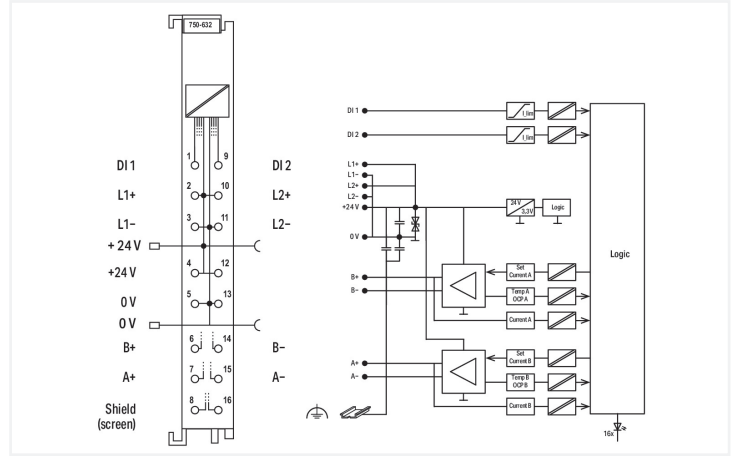 750-632
1 9
DI 1 DI 2
2 10
L1+ L2+
3 11
L1− L2−
+ 24 V
4 12
+24 V
5 13
0 V
0 V
6 14
B+ B−
7 15
A+ A−
8 16
Shield
(screen)
DI 1
I_lim
DI 2
I_lim
L1+
L1−
L2+
L2−
+24 V
0 V
24 V
3,3V
Logic
Logic
B+
B−
Set
Current A
Temp A
OCP A
Current A
A+
A−
Set
Current B
Temp B
OCP B
Current B
16x